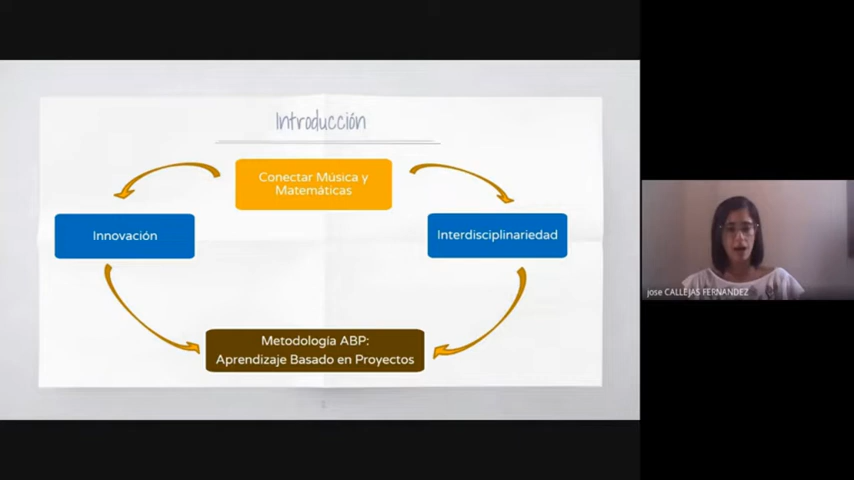 Introducción
Conectar Música y
Matemáticas
Innovación
Interdisciplinariedad
Metodología ABP:
Aprendizaje Basado en Proyectos
jose CALLEJAS FERNANDEZ